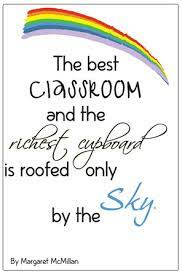 The best
CLASSROOM
and the
richest cupboard
is roofed only
by the
Sky.
By Margaret McMillan